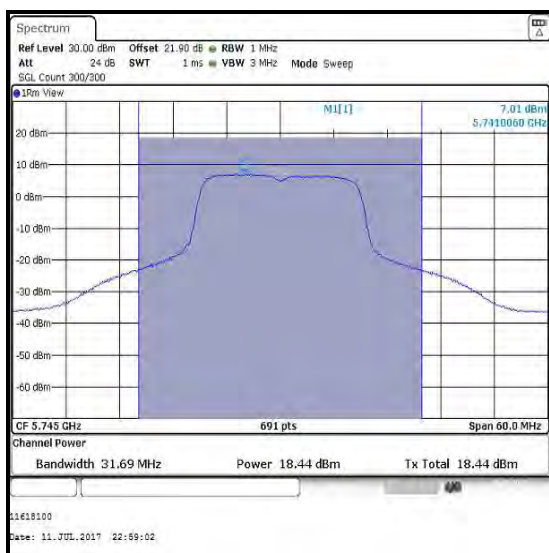 Spectrum
Ref Level 30.00 dBm Offset 21.90 dB RBW 1 MHz
Att 24 dB SWT 1 ms VBW 3 MHz Mode Sweep
SGL Count 300/300
1Rm View
M1[1] 7.01 dBm
5.7410060 GHz
20 dBm
10 dBm
0 dBm
-10 dBm
-20 dBm
-30 dBm
-40 dBm
-50 dBm
-60 dBm
CF 5.745 GHz 691 pts Span 60.0 MHz
Channel Power
Bandwidth 31.69 MHz Power 18.44 dBm Tx Total 18.44 dBm
11618100
Date: 11.JUL.2017 22:59:02